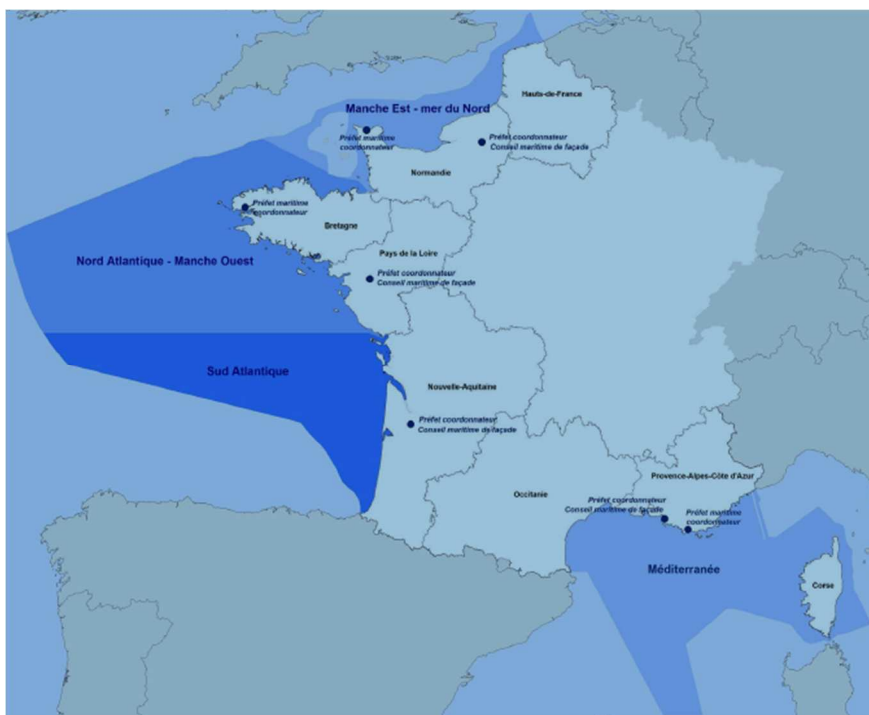 Hauts-de-France
Manche Est - mer du Nord
Préfet maritime
coordonnateur
Préfet coordonnateur
Conseil maritime de façade
Normandie
Préfet maritime
coordonnateur
Bretagne
Pays de la Loire
Nord Atlantique - Manche Ouest
Préfet coordonnateur
Conseil maritime de façade
Sud Atlantique
Nouvelle-Aquitaine
Préfet coordonnateur
Conseil maritime de façade
Provence-Alpes-Côte d'Azur
Occitanie
Préfet coordonnateur
Conseil maritime de façade
Préfet maritime
coordonnateur
Méditerranée
Corse